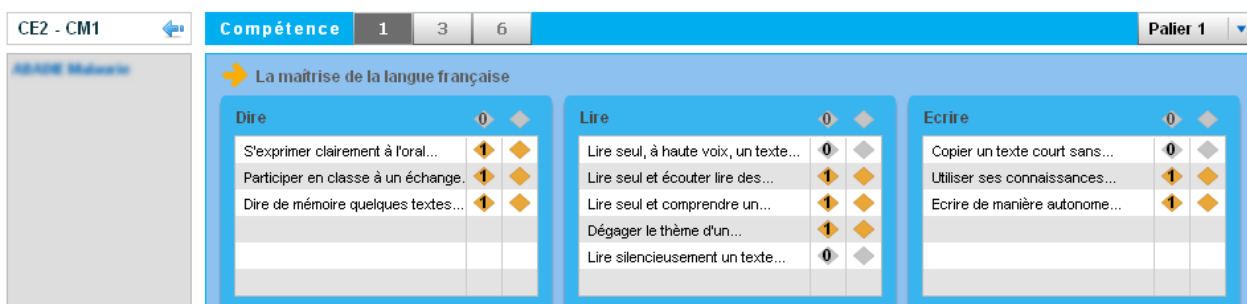 CE2 - CM1
Compétence 1 3 6
Palier 1
La maîtrise de la langue française
Dire 0
S'exprimer clairement à l'oral... 1
Participer en classe à un échange. 1
Dire de mémoire quelques textes... 1
Lire 0
Lire seul, à haute voix, un texte... 0
Lire seul et écouter lire des... 1
Lire seul et comprendre un... 1
Dégager le thème d'un... 1
Lire silencieusement un texte... 0
Ecrire 0
Copier un texte court sans... 0
Utiliser ses connaissances... 1
Ecrire de manière autonome... 1